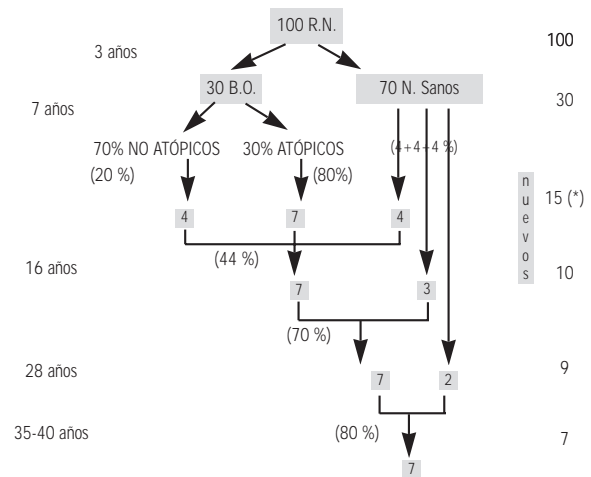 100 R.N.
100
3 años
30 B.O.
70 N. Sanos
30
7 años
70% NO ATÓPICOS
30% ATÓPICOS
(4+4+4 %)
(20 %)
(80%)
nuevos
15 (*)
4
7
4
(44 %)
16 años
7
3
10
(70 %)
28 años
7
2
9
35-40 años
(80 %)
7
7